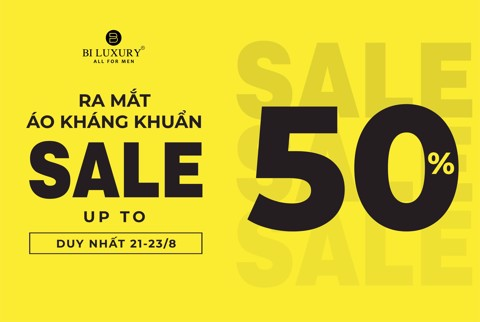 BI LUXURY®
ALL FOR MEN
RA MẮT
ÁO KHÁNG KHUẨN
SALE
UP TO
DUY NHẤT 21-23/8
SALE
SALE
SALE
SALE
50%